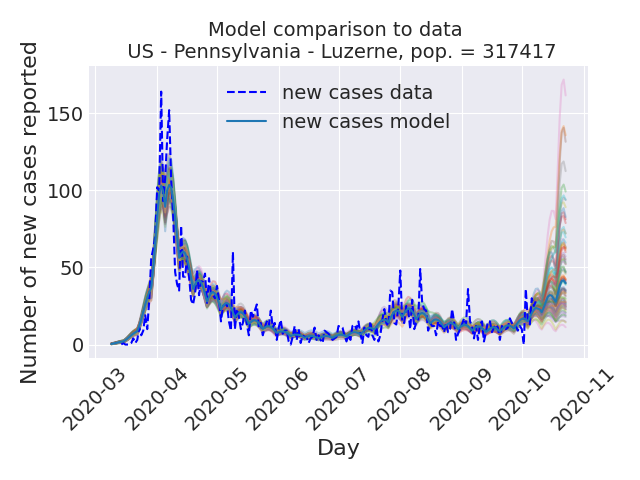 Model comparison to data
US - Pennsylvania - Luzerne, pop. = 317417
new cases data
new cases model
Number of new cases reported
150
100
50
0
2020-03
2020-04
2020-05
2020-06
2020-07
2020-08
2020-09
2020-10
2020-11
Day